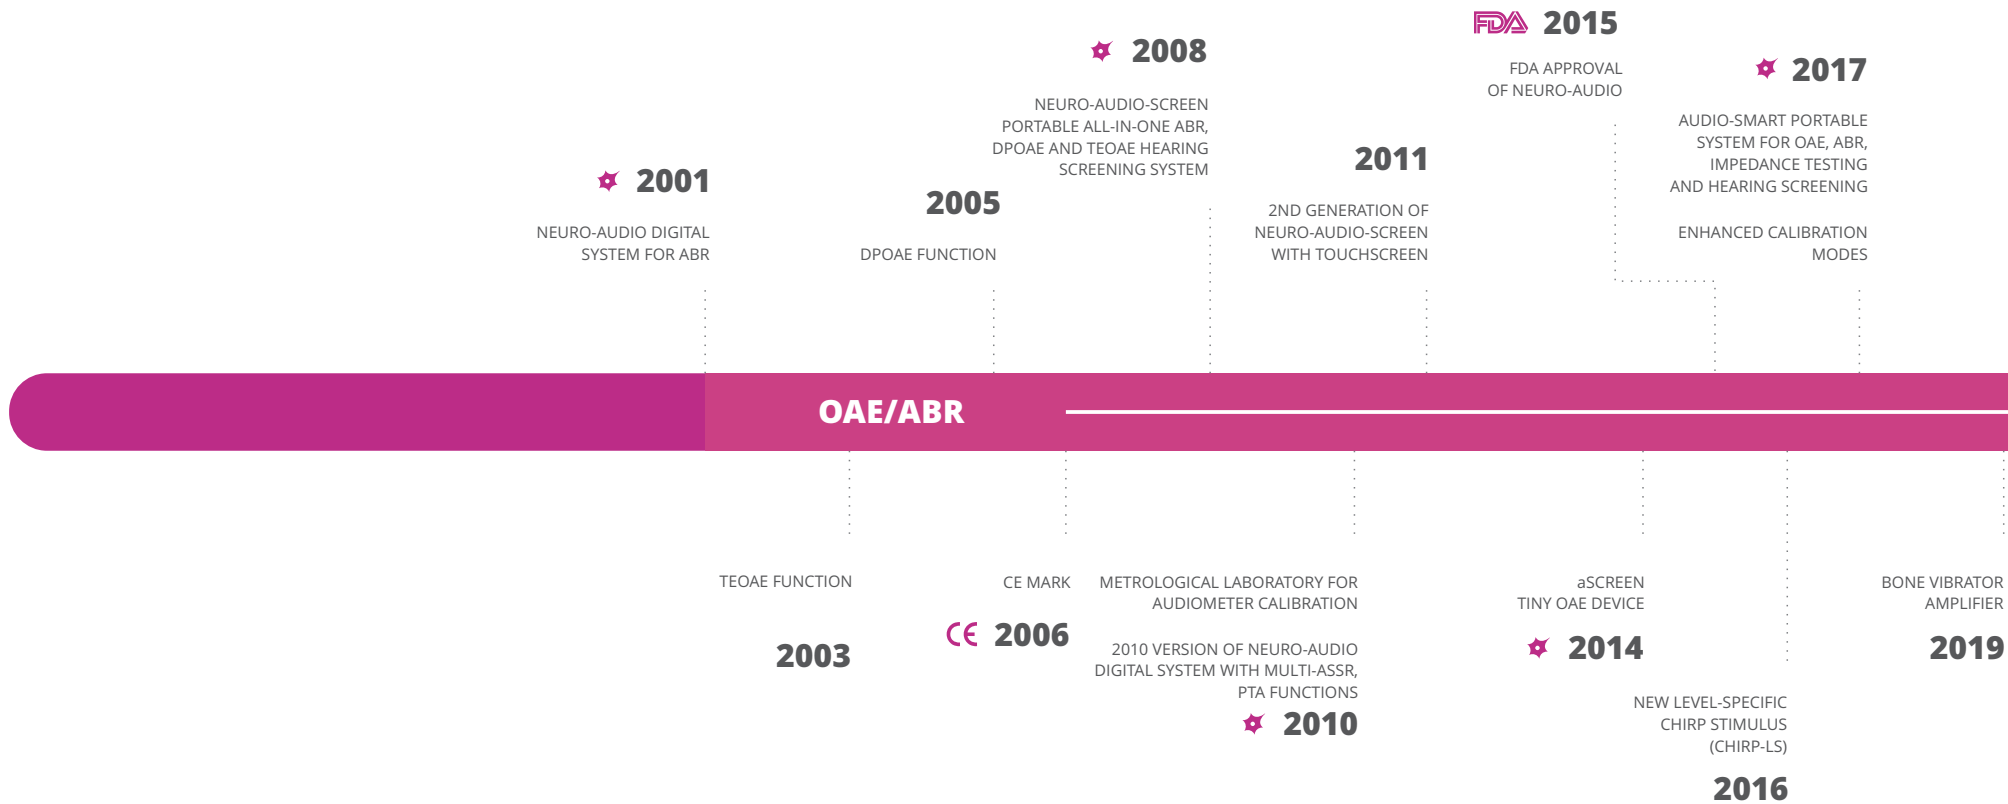 FDA 2015
FDA APPROVAL
OF NEURO-AUDIO
2008
NEURO-AUDIO-SCREEN
PORTABLE ALL-IN-ONE ABR,
DPOAE AND TEOAE HEARING
SCREENING SYSTEM
2017
AUDIO-SMART PORTABLE
SYSTEM FOR OAE, ABR,
IMPEDANCE TESTING
AND HEARING SCREENING
ENHANCED CALIBRATION
MODES
2001
NEURO-AUDIO DIGITAL
SYSTEM FOR ABR
2005
DPOAE FUNCTION
2011
2ND GENERATION OF
NEURO-AUDIO-SCREEN
WITH TOUCHSCREEN
OAE/ABR
TEOAE FUNCTION
2003
CE MARK
CE 2006
METROLOGICAL LABORATORY FOR
AUDIOMETER CALIBRATION
2010 VERSION OF NEURO-AUDIO
DIGITAL SYSTEM WITH MULTI-ASSR,
PTA FUNCTIONS
2010
aSCREEN
TINY OAE DEVICE
2014
NEW LEVEL-SPECIFIC
CHIRP STIMULUS
(CHIRP-LS)
2016
BONE VIBRATOR
AMPLIFIER
2019